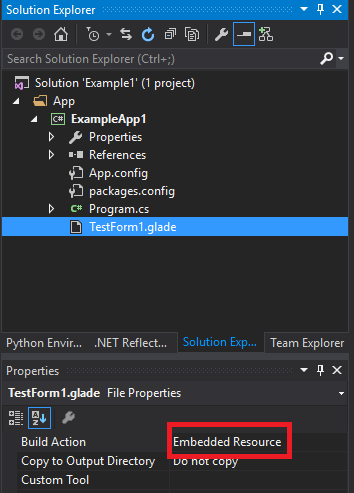 Solution Explorer
Search Solution Explorer (Ctrl+;)
Solution 'Example1' (1 project)
App
C# ExampleApp1
Properties
References
App.config
packages.config
C# Program.cs
TestForm1.glade
Python Envir... .NET Reflect... Solution Exp... Team Explorer
Properties
TestForm1.glade File Properties
Build Action Embedded Resource
Copy to Output Directory Do not copy
Custom Tool